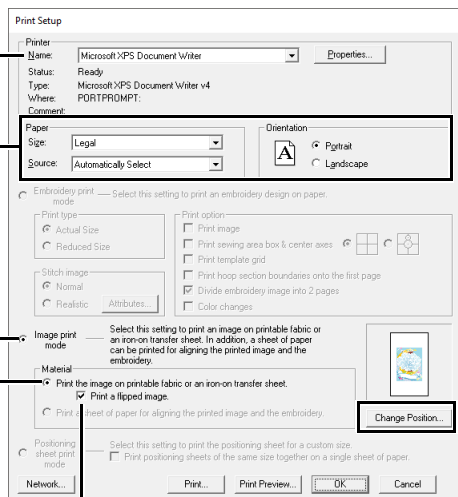 Print Setup
Printer
Name: Microsoft XPS Document Writer Properties...
Status: Ready
Type: Microsoft XPS Document Writer v4
Where: PORTPROMPT:
Comment:
Paper Orientation
Size: Legal A Portrait
Source: Automatically Select Landscape
Embroidery print mode Select this setting to print an embroidery design on paper.
Print type Print option
Actual Size Print image
Reduced Size Print sewing area box & center axes
Print template grid
Stitch image Print hoop section boundaries onto the first page
Normal Divide embroidery image into 2 pages
Realistic Attributes... Color changes
Image print mode Select this setting to print an image on printable fabric or
an iron-on transfer sheet. In addition, a sheet of paper
can be printed for aligning the printed image and the
embroidery.
Material
Print the image on printable fabric or an iron-on transfer sheet.
Print a flipped image.
Print a sheet of paper for aligning the printed image and the embroidery.
Change Position...
Positioning sheet print mode Select this setting to print the positioning sheet for a custom size.
Print positioning sheets of the same size together on a single sheet of paper.
Network... Print... Print Preview... OK Cancel